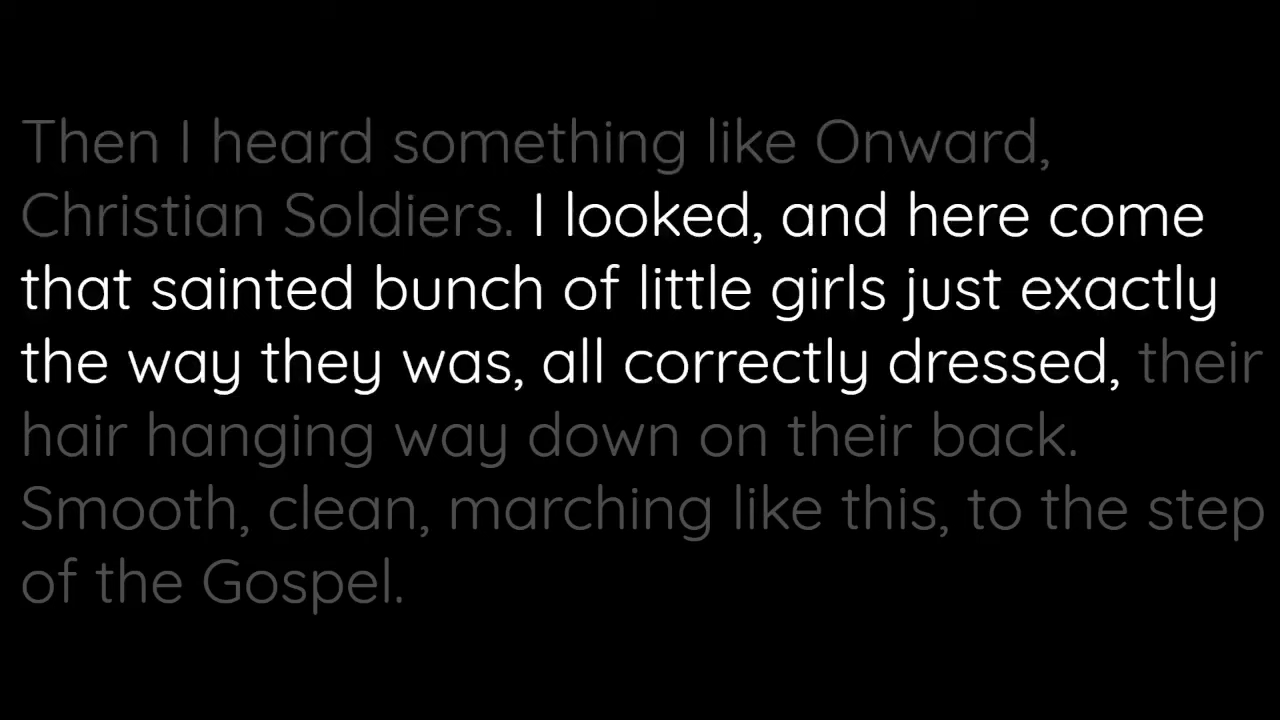 Then I heard something like Onward,
Christian Soldiers. I looked, and here come
that sainted bunch of little girls just exactly
the way they was, all correctly dressed, their
hair hanging way down on their back.
Smooth, clean, marching like this, to the step
of the Gospel.